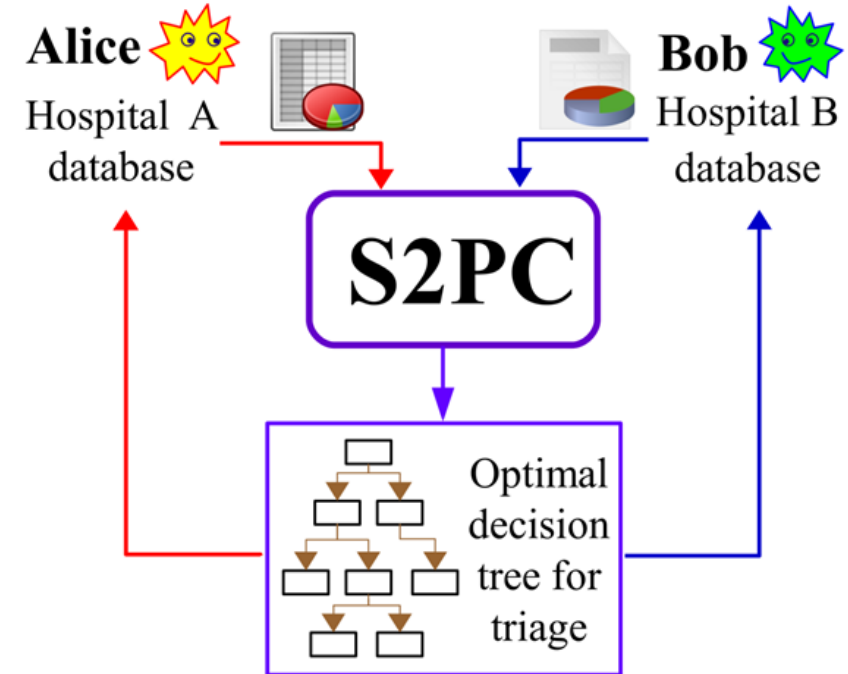 Alice
Hospital A
database
Bob
Hospital B
database
S2PC
Optimal
decision
tree for
triage